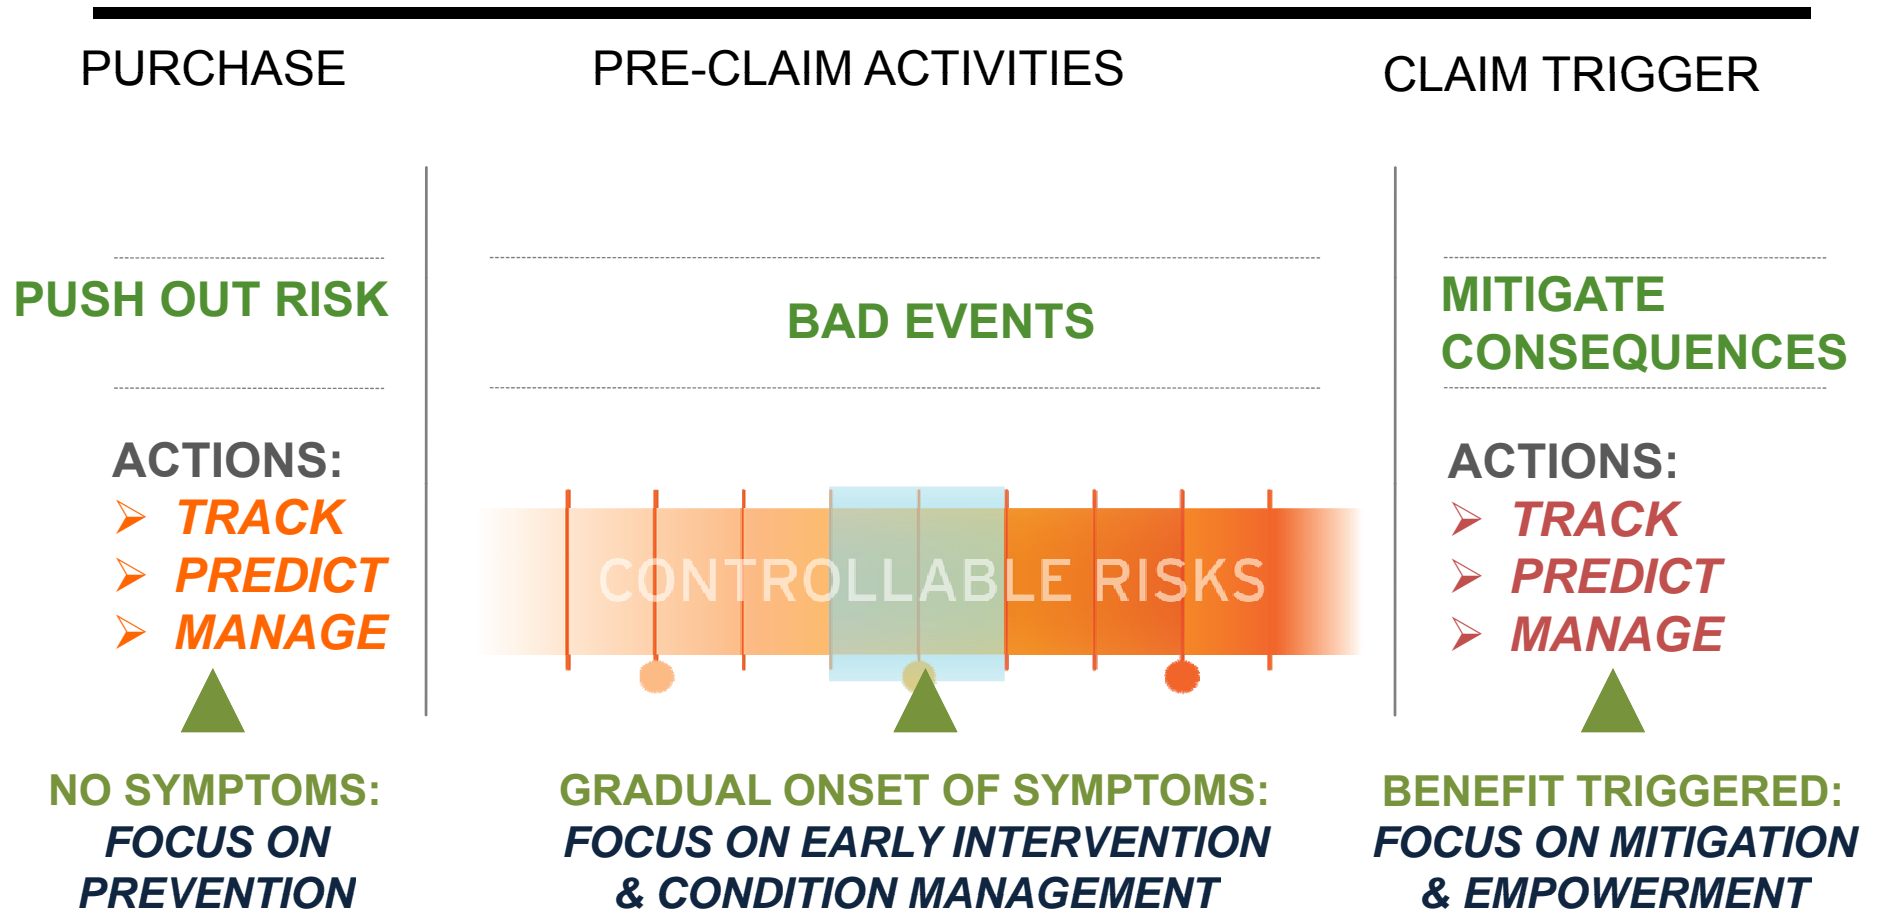 PURCHASE
PRE-CLAIM ACTIVITIES
CLAIM TRIGGER
PUSH OUT RISK
BAD EVENTS
MITIGATE
CONSEQUENCES
ACTIONS:
➢ TRACK
➢ PREDICT
➢ MANAGE
CONTROLLABLE RISKS
ACTIONS:
➢ TRACK
➢ PREDICT
➢ MANAGE
NO SYMPTOMS:
FOCUS ON
PREVENTION
GRADUAL ONSET OF SYMPTOMS:
FOCUS ON EARLY INTERVENTION
& CONDITION MANAGEMENT
BENEFIT TRIGGERED:
FOCUS ON MITIGATION
& EMPOWERMENT